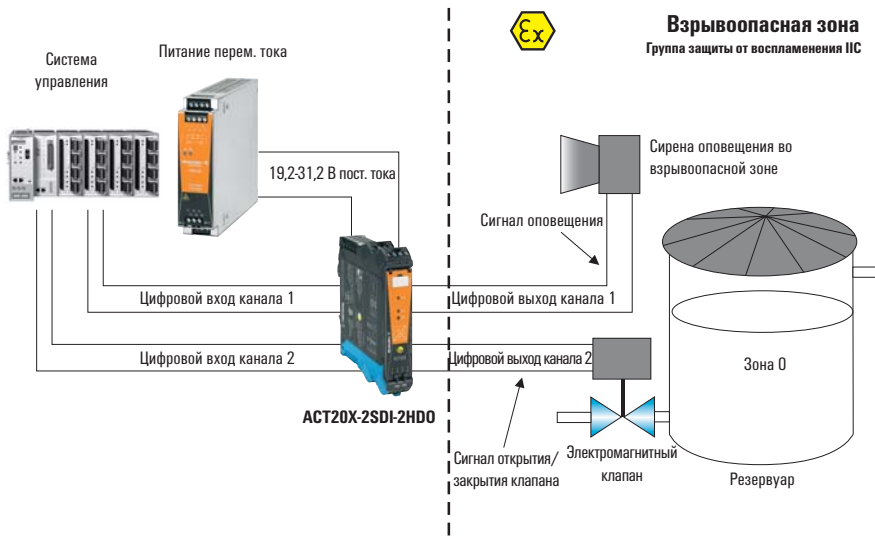 Взрывоопасная зона
Группа защиты от воспламенения IIC
Система
управления
Питание перем. тока
19,2-31,2 В пост. тока
Сирена оповещения во
взрывоопасной зоне
Сигнал оповещения
Цифровой вход канала 1
Цифровой выход канала 1
Цифровой вход канала 2
Цифровой выход канала 2
Зона 0
ACT20X-2SDI-2HDO
Сигнал открытия/
закрытия клапана
Электромагнитный
клапан
Резервуар